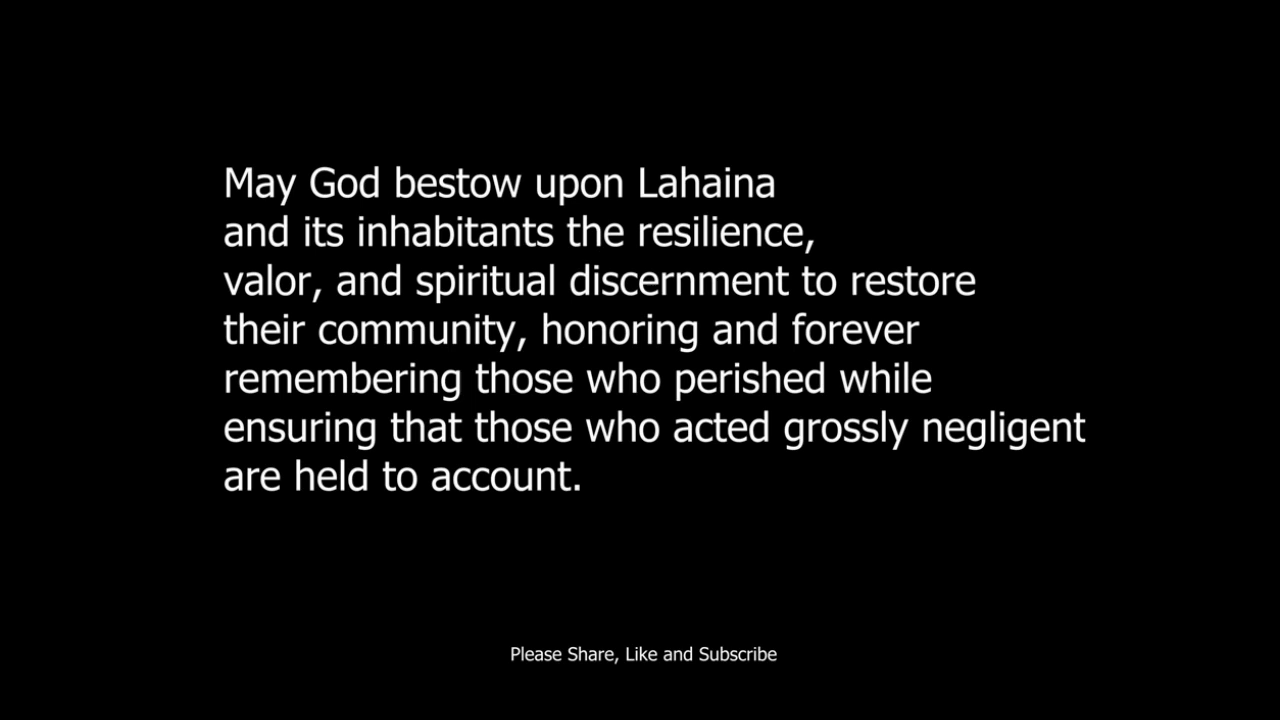 May God bestow upon Lahaina
and its inhabitants the resilience,
valor, and spiritual discernment to restore
their community, honoring and forever
remembering those who perished while
ensuring that those who acted grossly negligent
are held to account.
Please Share, Like and Subscribe